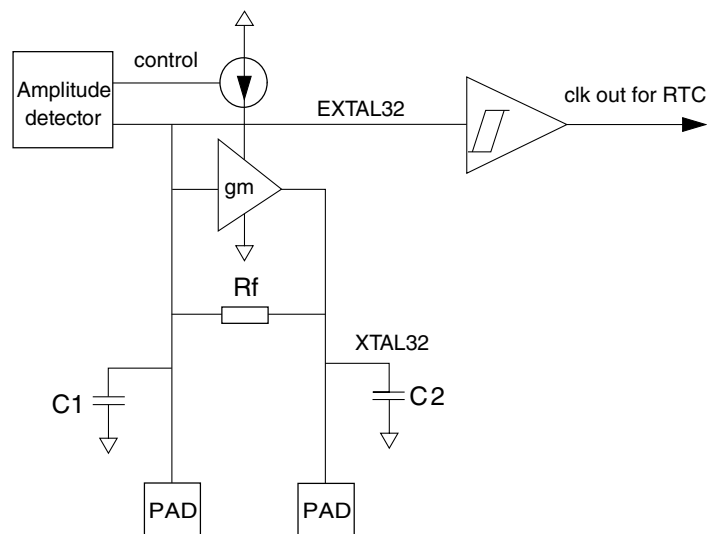 control
Amplitude
detector
EXTAL32
clk out for RTC
gm
Rf
XTAL32
C1
C2
PAD
PAD